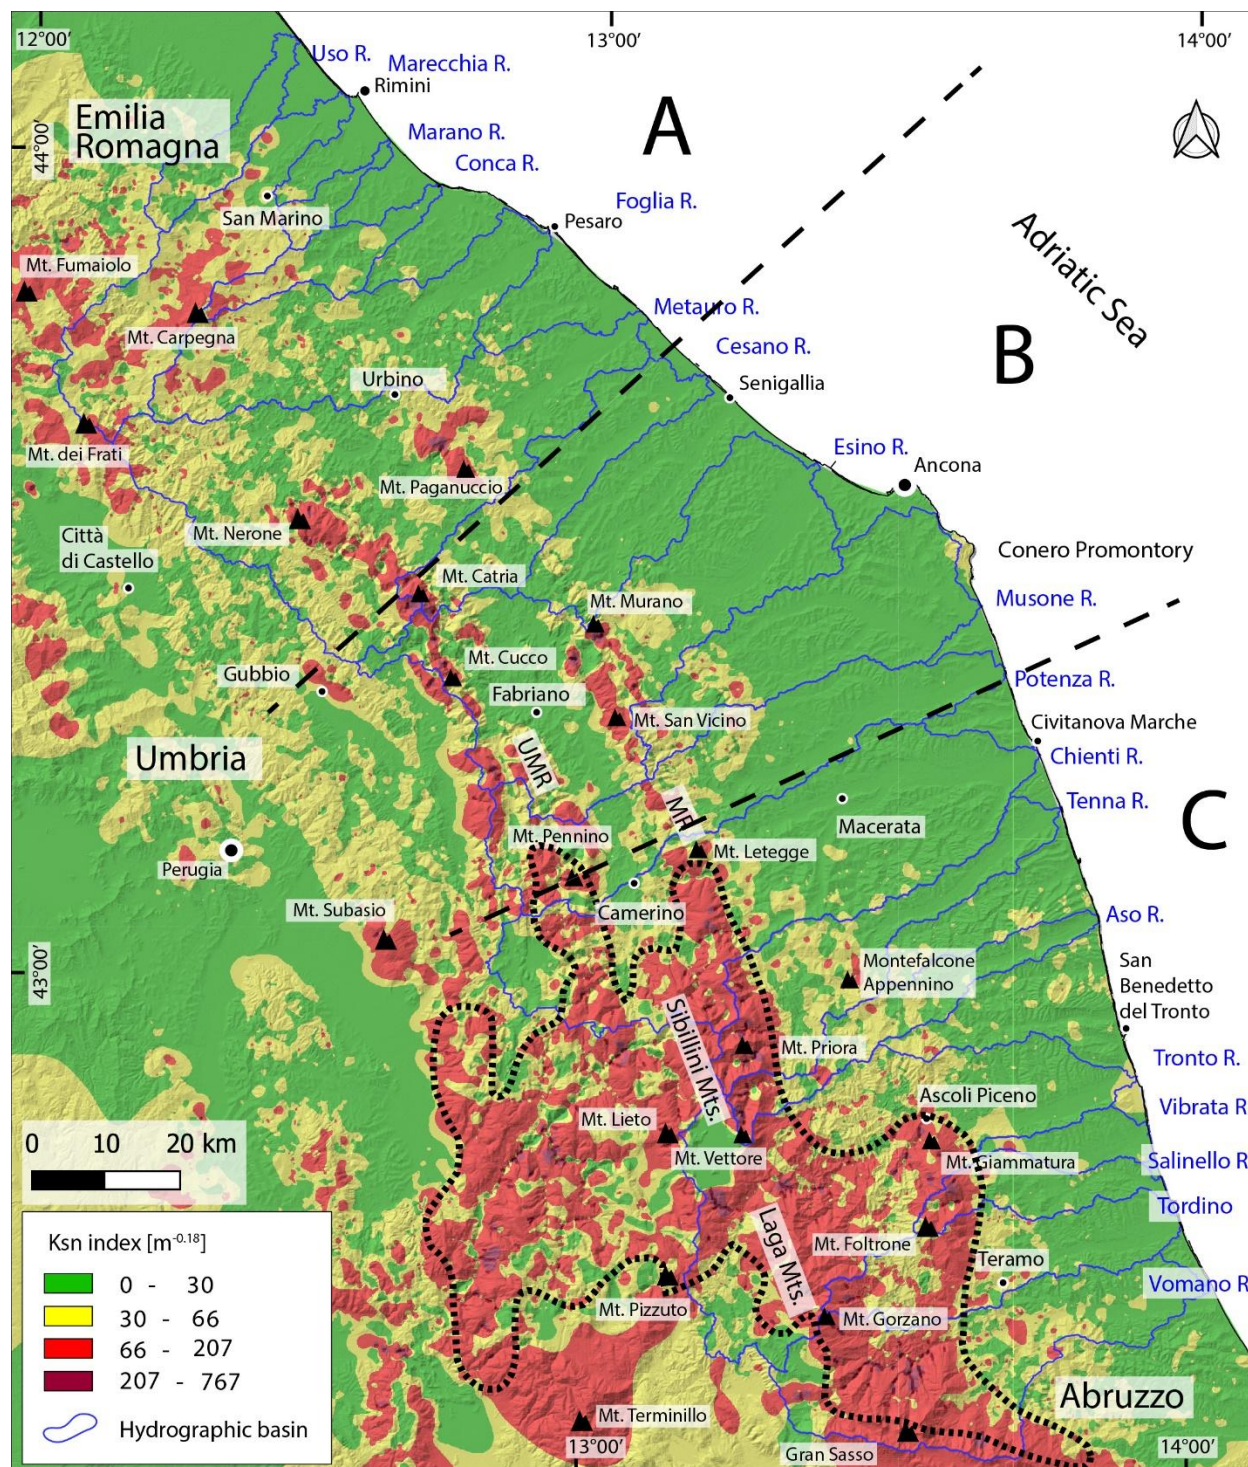 12°00′
13°00′
14°00′
Uso R.
Marecchia R.
Rimini
Emilia
Romagna
A
Marano R.
44°00′
Conca R.
San Marino
Foglia R.
Pesaro
Adriatic Sea
Mt. Fumaiolo
Mt. Carpegna
Metauro R.
Cesano R.
B
Urbino
Senigallia
Mt. dei Frati
Esino R.
Ancona
Mt. Paganuccio
Mt. Nerone
Città
di Castello
Conero Promontory
Mt. Catria
Mt. Murano
Musone R.
Gubbio
Mt. Cucco
Fabriano
Potenza R.
Mt. San Vicino
Civitanova Marche
Umbria
UMR
Chienti R.
MR
Tenna R.
Macerata
C
Mt. Pennino
Mt. Letegge
Perugia
Mt. Subasio
Camerino
Aso R.
43°00′
Montefalcone
Appennino
San
Benedetto
del Tronto
Sibillini Mts.
Mt. Priora
Tronto R.
Ascoli Piceno
Vibrata R
0 10 20 km
Mt. Lieto
Mt. Vettore
Mt. Giammatura
Salinello R
Laga Mts.
Tordino
Mt. Foltrone
Teramo
Vomano R
Mt. Pizzuto
Mt. Gorzano
Ksn index [m-0.18]
0 - 30
30 - 66
66 - 207
207 - 767
Hydrographic basin
Abruzzo
Mt. Terminillo
13°00′
Gran Sasso
14°00′